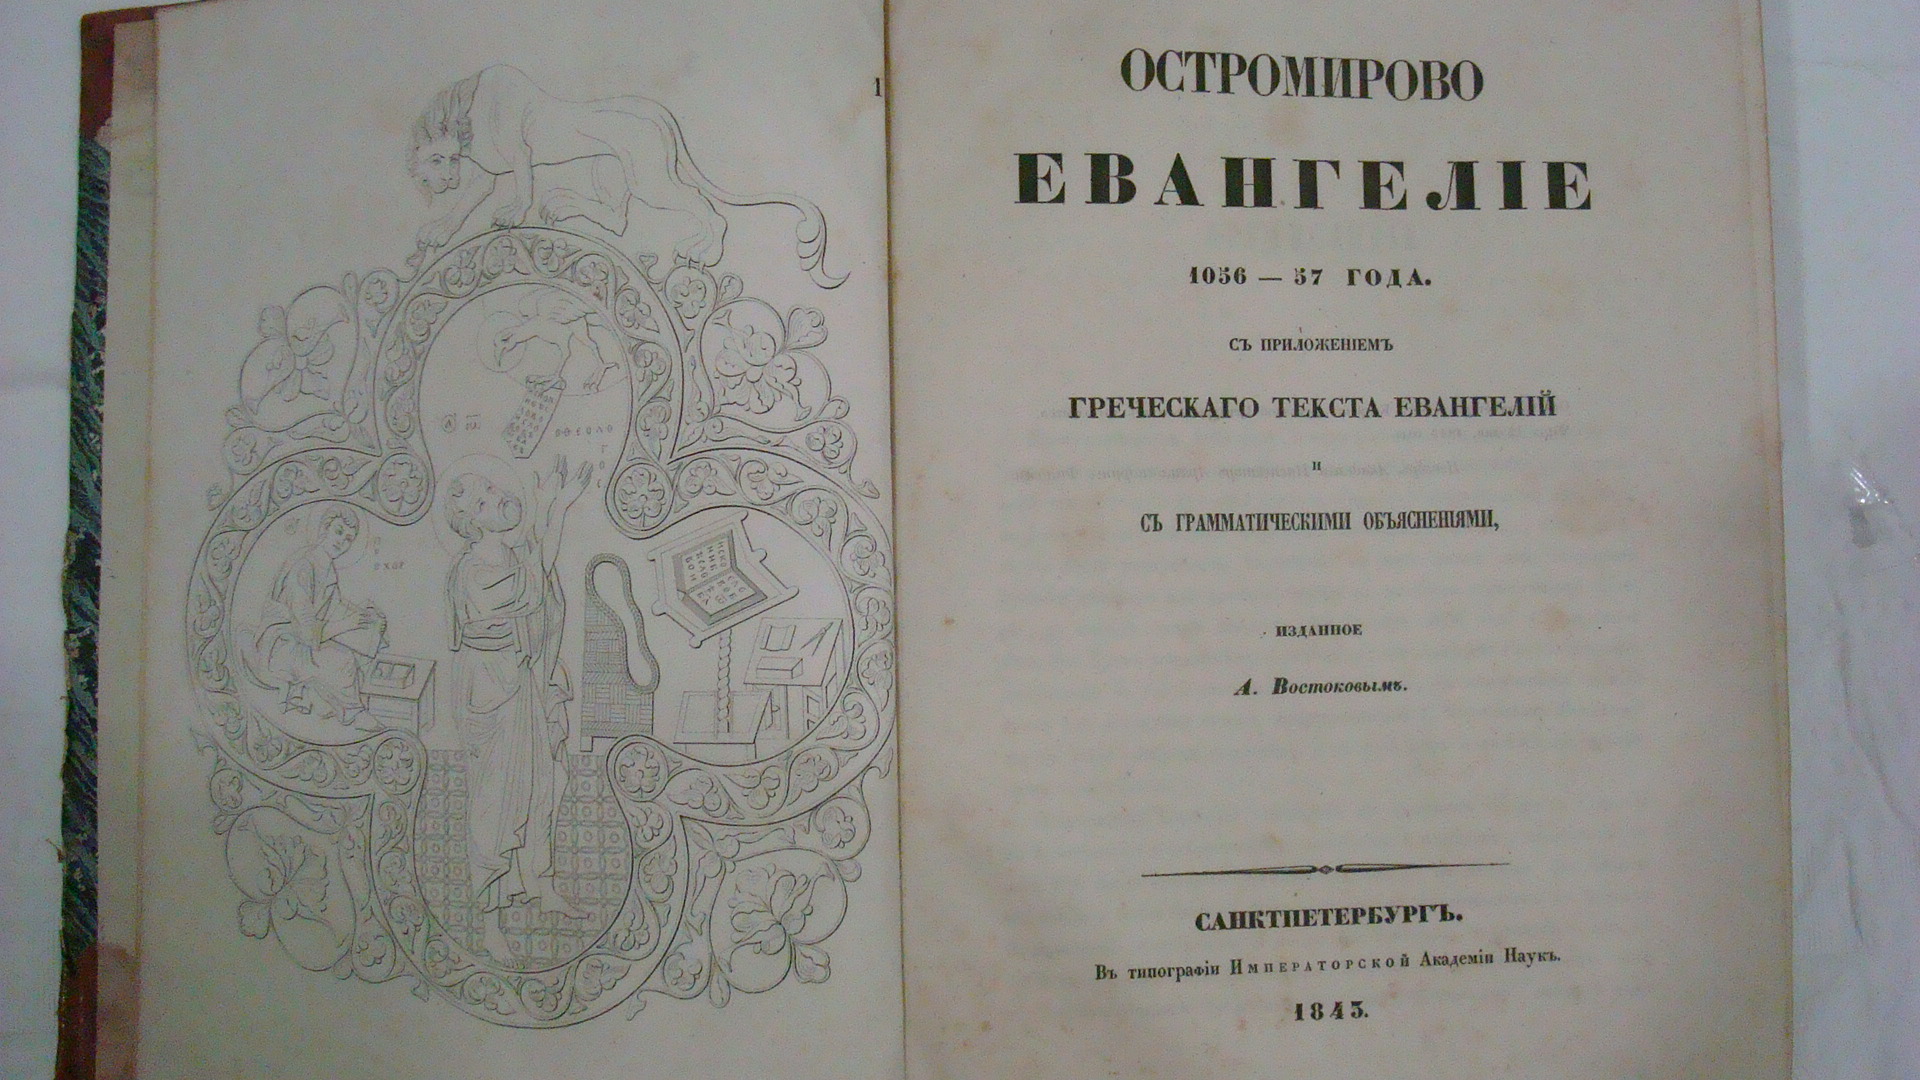 1
ОСТРОМИРОВО
ЕВАНГЕЛІЕ
1056 — 57 ГОДА.
СЪ ПРИЛОЖЕНІЕМЪ
ГРЕЧЕСКАГО ТЕКСТА ЕВАНГЕЛІЙ
И
СЪ ГРАММАТИЧЕСКИМИ ОБЪЯСНЕНІЯМИ,
ИЗДАННОЕ
А. Востоковымъ.
САНКТПЕТЕРБУРГЪ.
Въ типографіи ИМПЕРАТОРСКОЙ Академіи Наукъ.
1843.